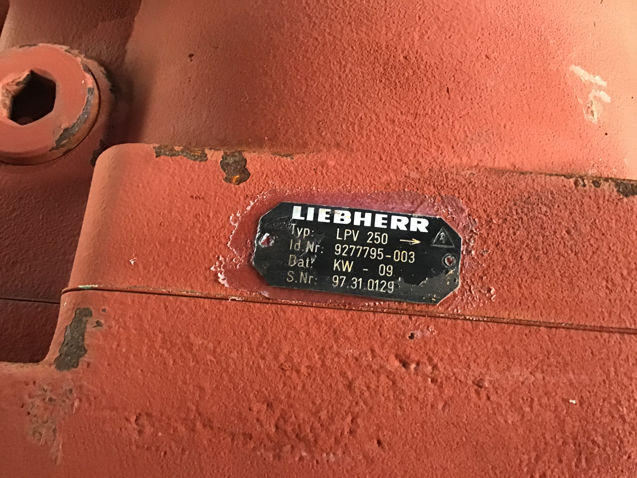 LIEBHERR
Typ: LPV 250 →
Id.Nr. 9277795-003
Dat. KW - 09
S.Nr: 97.31.0129